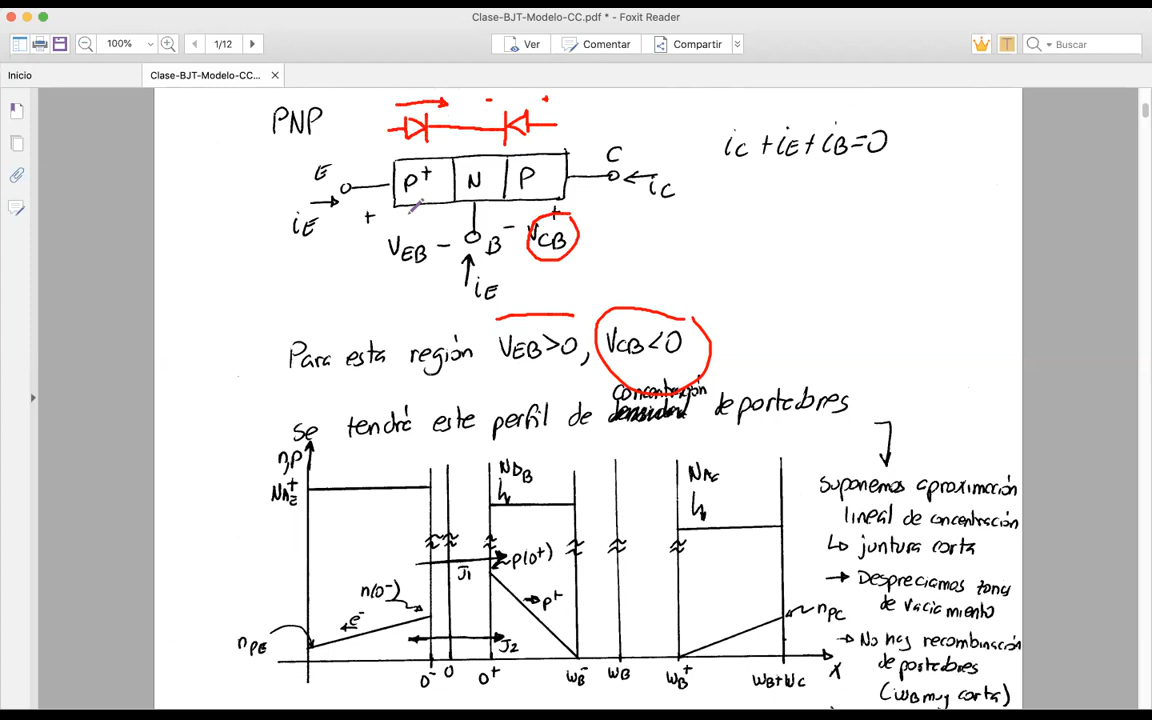 Clase-BJT-Modelo-CC.pdf * - Foxit Reader
100%
1/12
Ver
Comentar
Compartir
Buscar
Inicio
Clase-BJT-Modelo-CC...
PNP
- +
iC + iE + iB = 0
E
P+ N P
C
iC
iE
+
VEB - B - VCB +
iE
Para esta región VEB>0, VCB<0
Se tendrá este perfil de concentración de portadores
n,p
NAE+
NDB
NAC
Suponemos aproximación
lineal de concentración
↳ juntura corta
→ Despreciamos zona
de vaciamiento
→ No hay recombinación
de portadores
(WB muy corta)
J1
p(0+)
n(0-)
e-
p+
nPE
J2
nPC
0- 0 0+ WB- WB WB+ WB+WC X